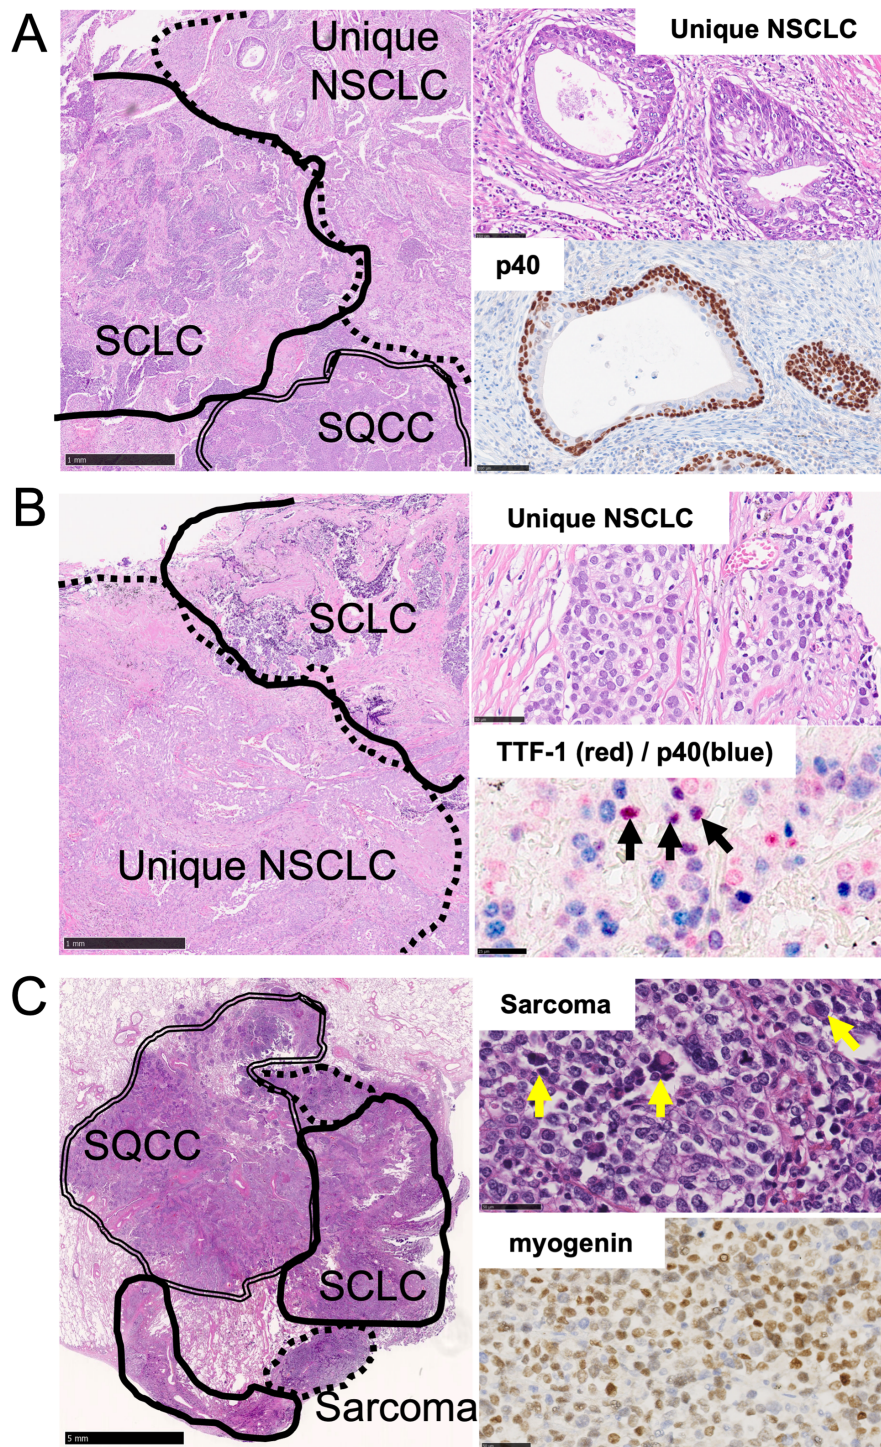 A
Unique
NSCLC
SCLC
SQCC
1 mm
Unique NSCLC
p40
B
SCLC
Unique NSCLC
1 mm
Unique NSCLC
TTF-1 (red) / p40(blue)
C
SQCC
SCLC
Sarcoma
5 mm
Sarcoma
myogenin